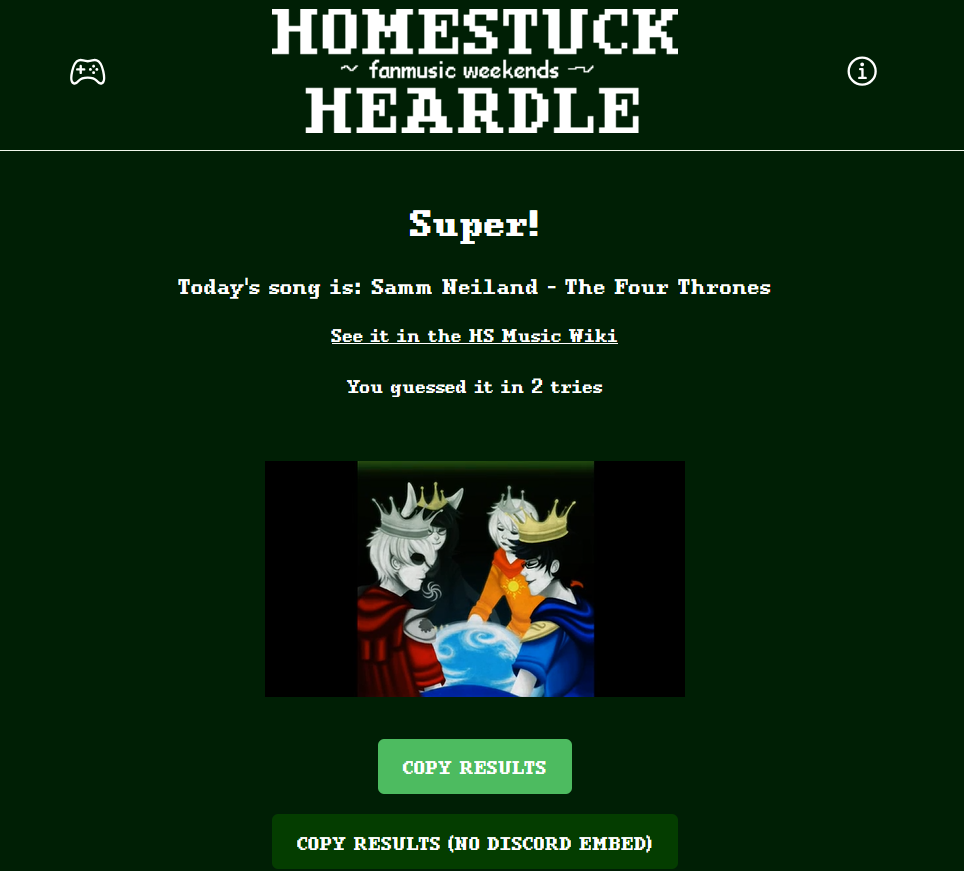 HOMESTUCK
~ fanmusic weekends ~
HEARDLE
Super!
Today's song is: Samm Neiland - The Four Thrones
See it in the HS Music Wiki
You guessed it in 2 tries
COPY RESULTS
COPY RESULTS (NO DISCORD EMBED)